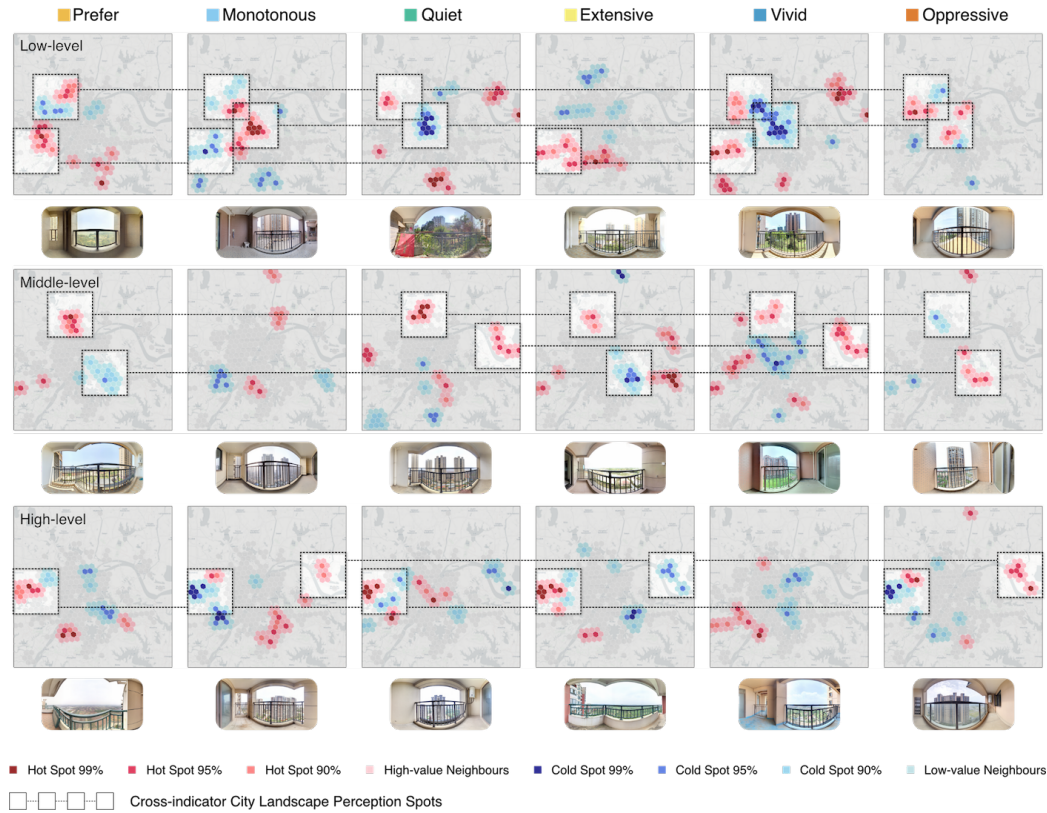 Prefer
Monotonous
Quiet
Extensive
Vivid
Oppressive
Low-level
Middle-level
High-level
Hot Spot 99%
Hot Spot 95%
Hot Spot 90%
High-value Neighbours
Cold Spot 99%
Cold Spot 95%
Cold Spot 90%
Low-value Neighbours
Cross-indicator City Landscape Perception Spots